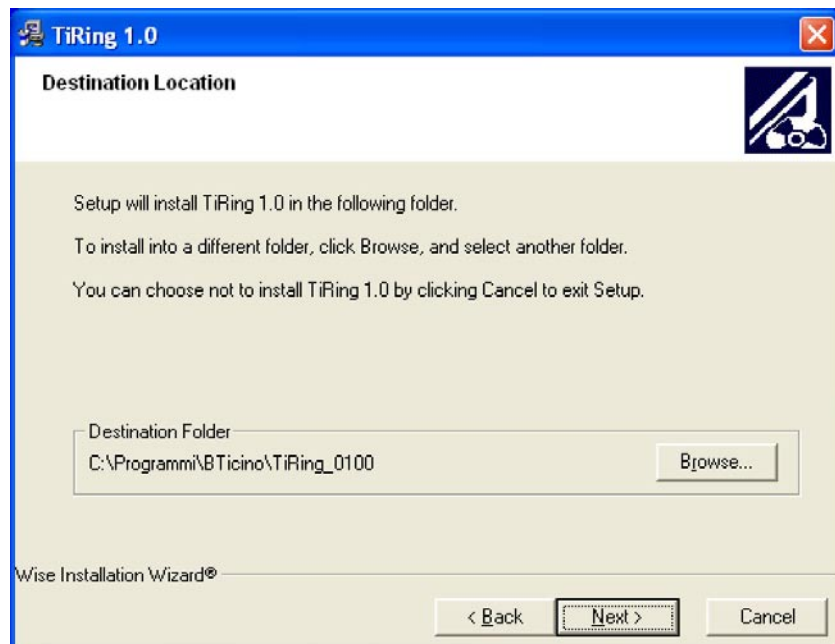 TiRing 1.0
Destination Location
Setup will install TiRing 1.0 in the following folder.
To install into a different folder, click Browse, and select another folder.
You can choose not to install TiRing 1.0 by clicking Cancel to exit Setup.
Destination Folder
C:\Programmi\BTicino\TiRing_0100
Browse...
Wise Installation Wizard®
< Back
Next >
Cancel